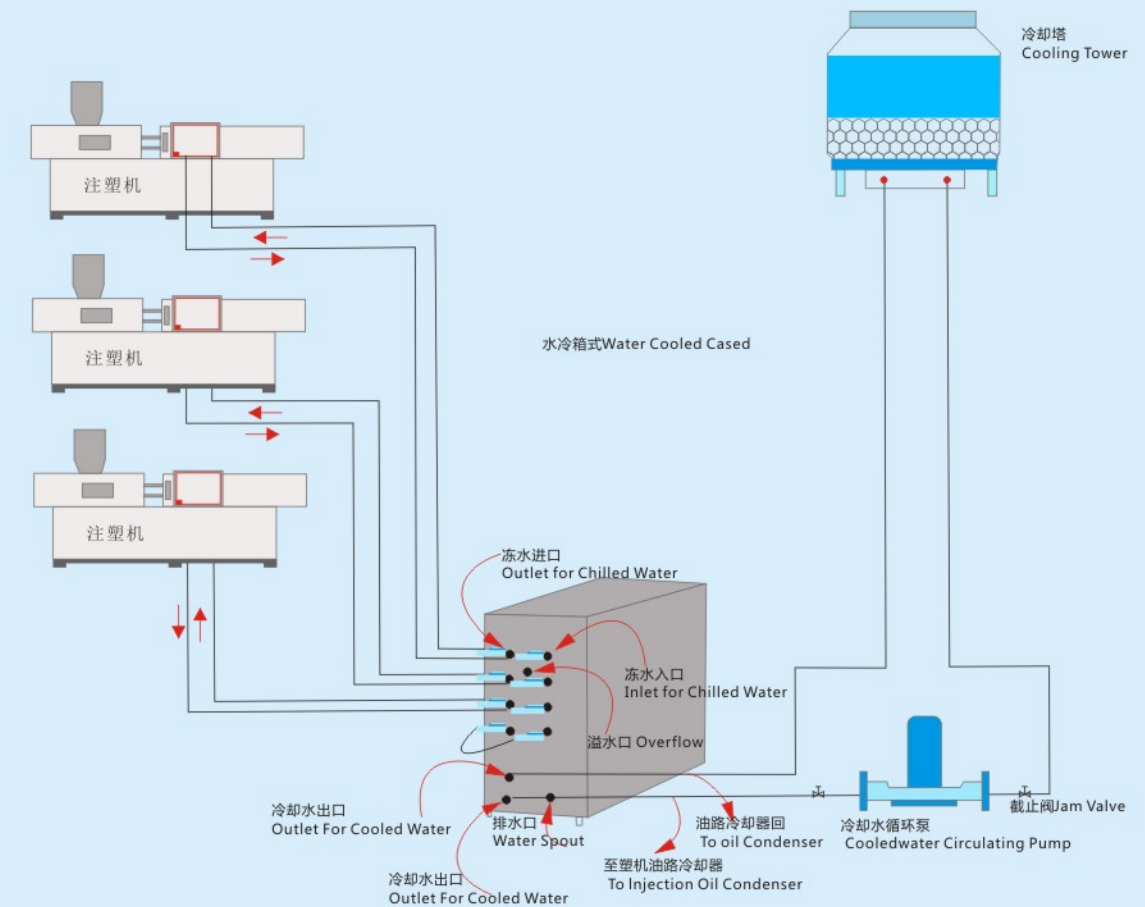 冷却塔
Cooling Tower
注塑机
水冷箱式Water Cooled Cased
注塑机
注塑机
冻水进口
Outlet for Chilled Water
冻水入口
Inlet for Chilled Water
溢水口 Overflow
冷却水出口
Outlet For Cooled Water
排水口
Water Spout
油路冷却器回
To oil Condenser
截止阀Jam Valve
冷却水循环泵
Cooledwater Circulating Pump
至塑机油路冷却器
To Injection Oil Condenser
冷却水出口
Outlet For Cooled Water